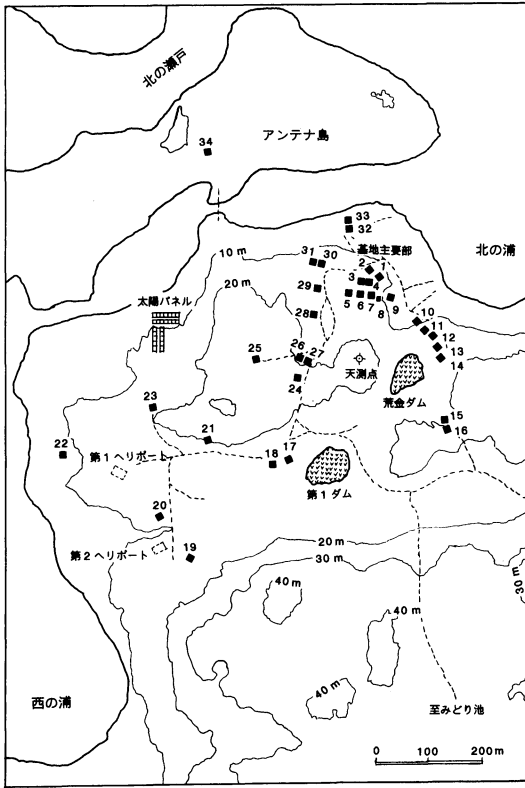 北の瀬戸
アンテナ島
34
33
32
北の浦
基地主要部
10 m
31
30
2
1
20 m
29
3
4
太陽パネル
5
6
7
8
9
28
10
11
12
25
26
27
13
天測点
14
24
荒金ダム
23
15
21
16
22
第1ヘリポート
18
17
第1ダム
20
第2ヘリポート
19
20 m
30 m
40 m
30 m
40 m
40 m
西の浦
至みどり池
0 100 200 m